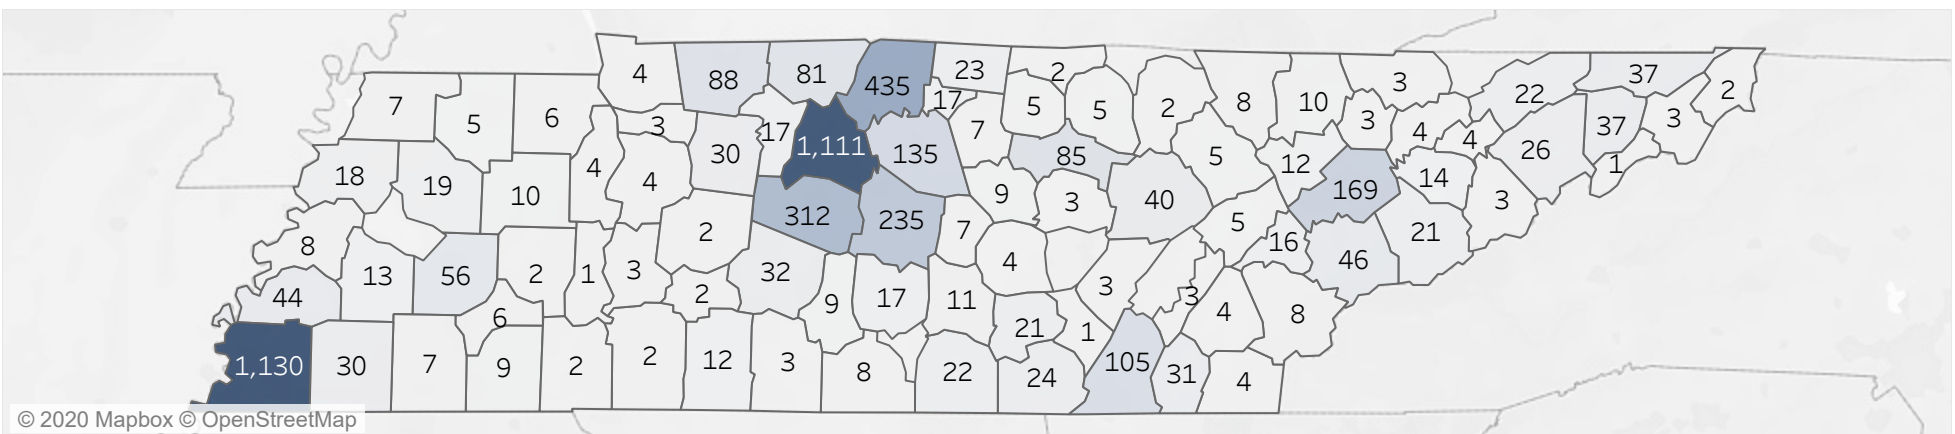 4 88 81 435 23 2 2 8 10 3 22 37 2
7 5 6 3 17 1,111 135 17 7 5 5 3 4 4 26 37 3
18 19 10 4 4 30 85 5 12 169 14 1
8 2 312 235 7 9 3 40 5 16 21 3
44 13 56 2 1 3 2 32 9 17 11 4 3 3 46
6 21 1 4 8
1,130 30 7 9 2 2 12 3 8 22 24 105 31 4
© 2020 Mapbox © OpenStreetMap